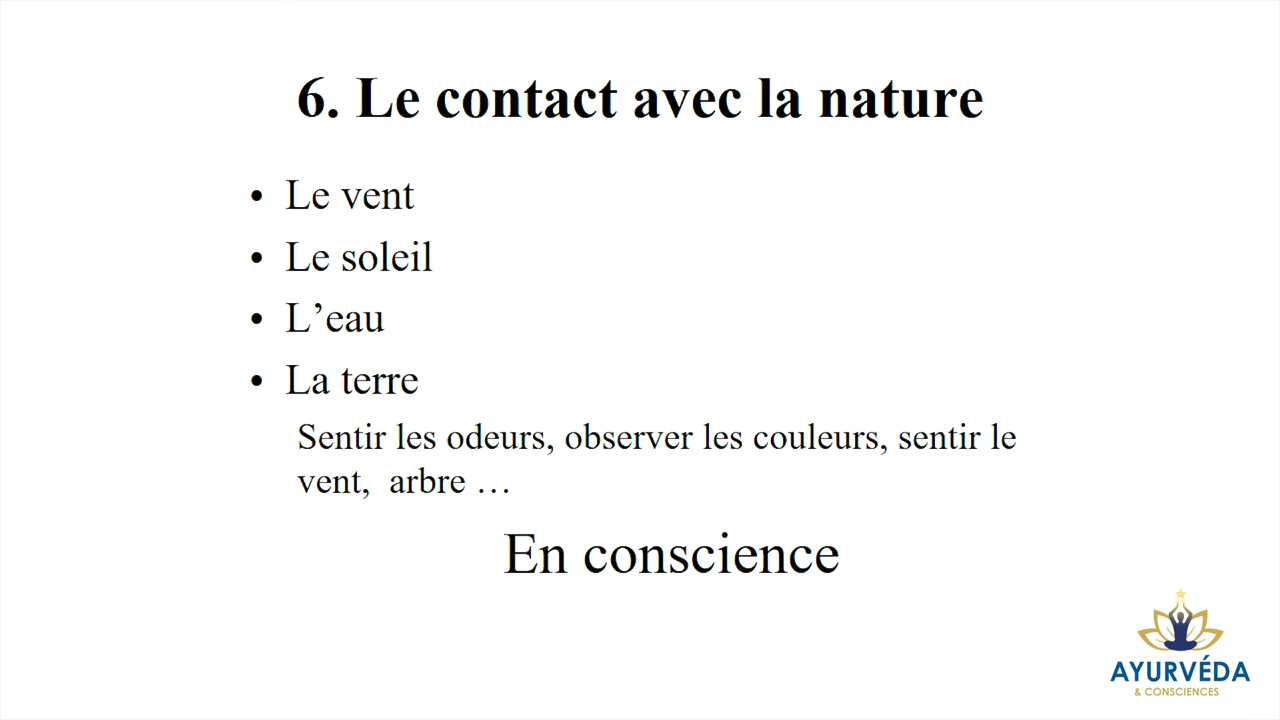 6. Le contact avec la nature
• Le vent
• Le soleil
• L’eau
• La terre
Sentir les odeurs, observer les couleurs, sentir le
vent,  arbre …
En conscience
AYURVÉDA
& CONSCIENCES